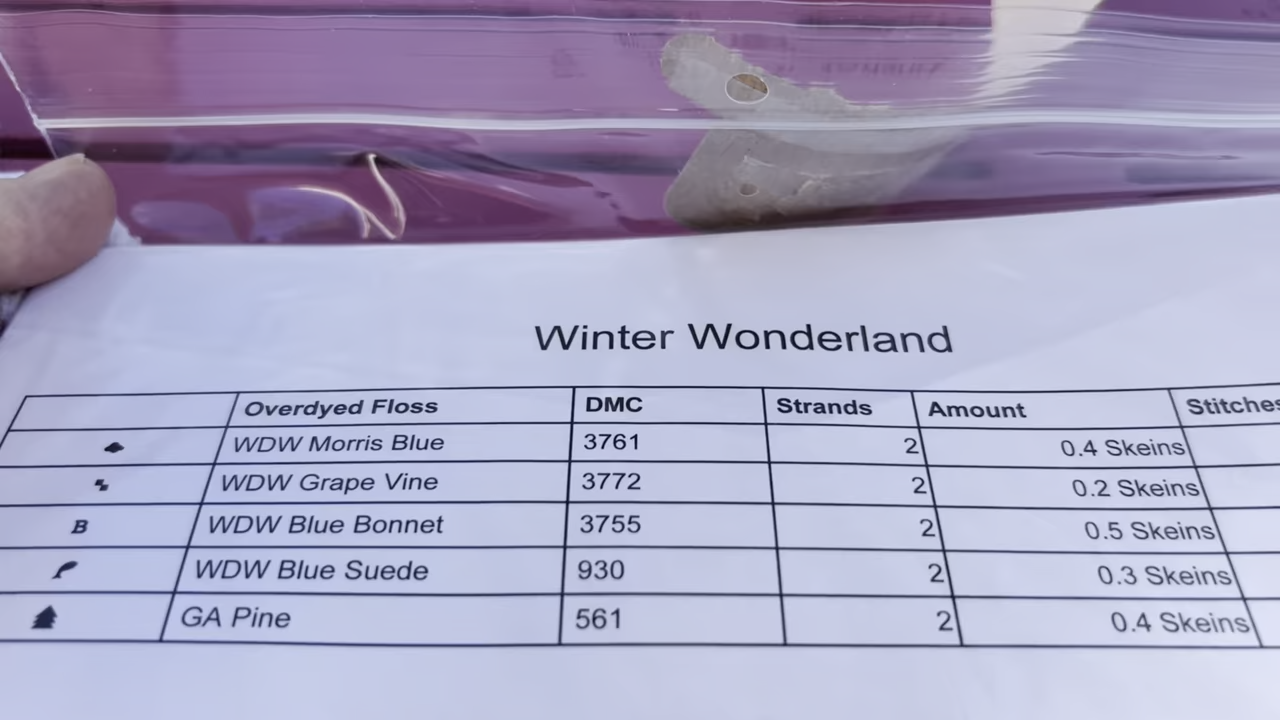 Winter Wonderland
Overdyed Floss DMC Strands Amount Stitches
WDW Morris Blue 3761 2 0.4 Skeins
WDW Grape Vine 3772 2 0.2 Skeins
B WDW Blue Bonnet 3755 2 0.5 Skeins
WDW Blue Suede 930 2 0.3 Skeins
GA Pine 561 2 0.4 Skeins